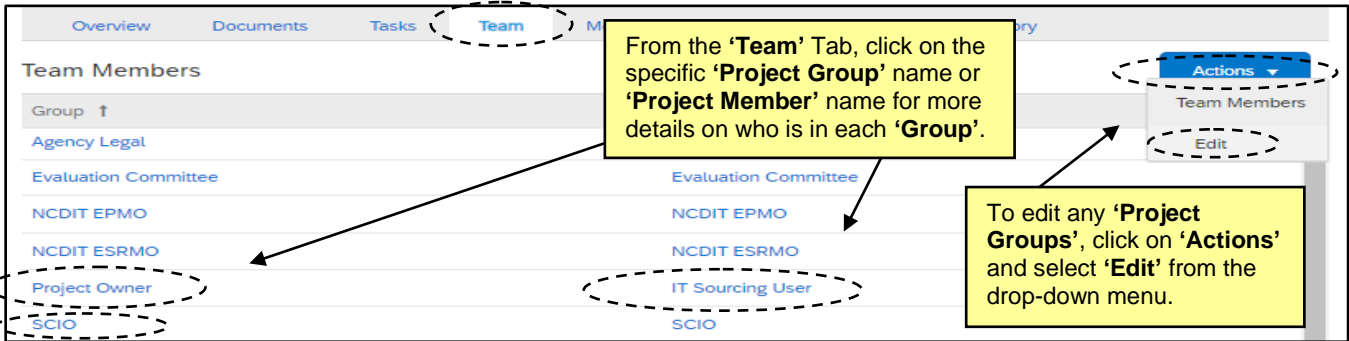 Overview Documents Tasks Team M ory
From the ‘Team’ Tab, click on the
specific ‘Project Group’ name or
‘Project Member’ name for more
details on who is in each ‘Group’.
Team Members
Actions
Team Members
Edit
Group ↑
Agency Legal
Evaluation Committee Evaluation Committee
NCDIT EPMO NCDIT EPMO
NCDIT ESRMO NCDIT ESRMO
Project Owner IT Sourcing User
SCIO SCIO
To edit any ‘Project
Groups’, click on ‘Actions’
and select ‘Edit’ from the
drop-down menu.